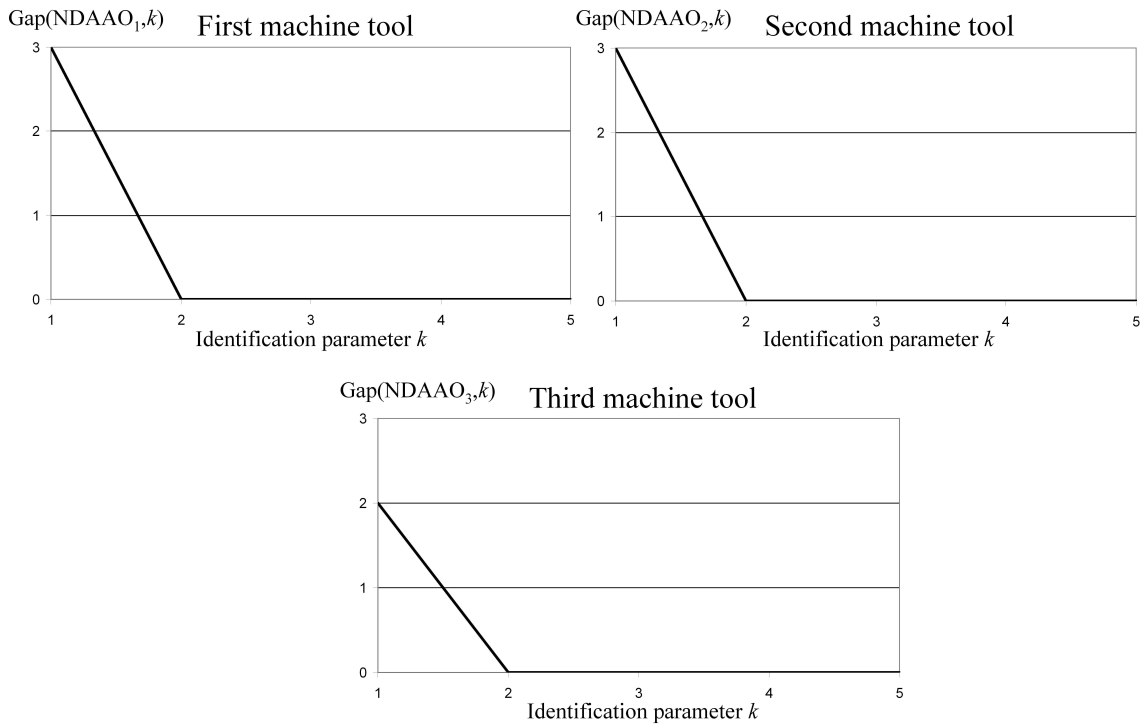 Gap(NDAAO₁,k) First machine tool
3
2
1
0
1 2 3 4 5
Identification parameter k
Gap(NDAAO₂,k) Second machine tool
3
2
1
0
1 2 3 4 5
Identification parameter k
Gap(NDAAO₃,k) Third machine tool
3
2
1
0
1 2 3 4 5
Identification parameter k